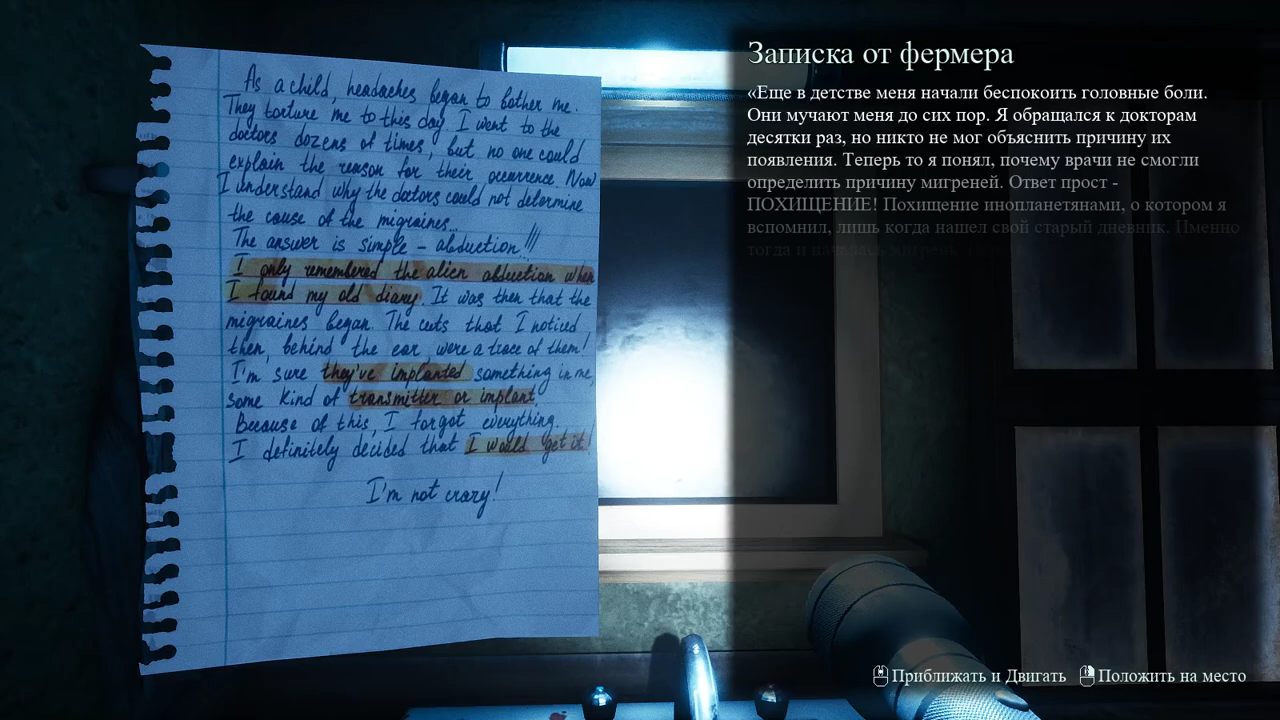 As a child, headaches began to bother me.
They torture me to this day. I went to the
doctors dozens of times, but no one could
explain the reason for their ocurrence. Now
I understand why the doctors could not determine
the cause of the migraines...
The answer is simple - abduction!!!
I only remembered the alien abduction when
I found my old diary. It was then that the
migraines began. The cuts that I noticed
then, behind the ear, were a trace of them!
I'm sure they've implanted something in me,
some kind of transmitter or implant.
Because of this, I forgot everything.
I definitely decided that I would get it!
I'm not crazy!
Записка от фермера
«Еще в детстве меня начали беспокоить головные боли.
Они мучают меня до сих пор. Я обращался к докторам
десятки раз, но никто не мог объяснить причину их
появления. Теперь то я понял, почему врачи не смогли
определить причину мигреней. Ответ прост -
ПОХИЩЕНИЕ! Похищение инопланетянами, о котором я
вспомнил, лишь когда нашел свой старый дневник. Именно
тогда и начались мигрени.
Приближать и Двигать
Положить на место